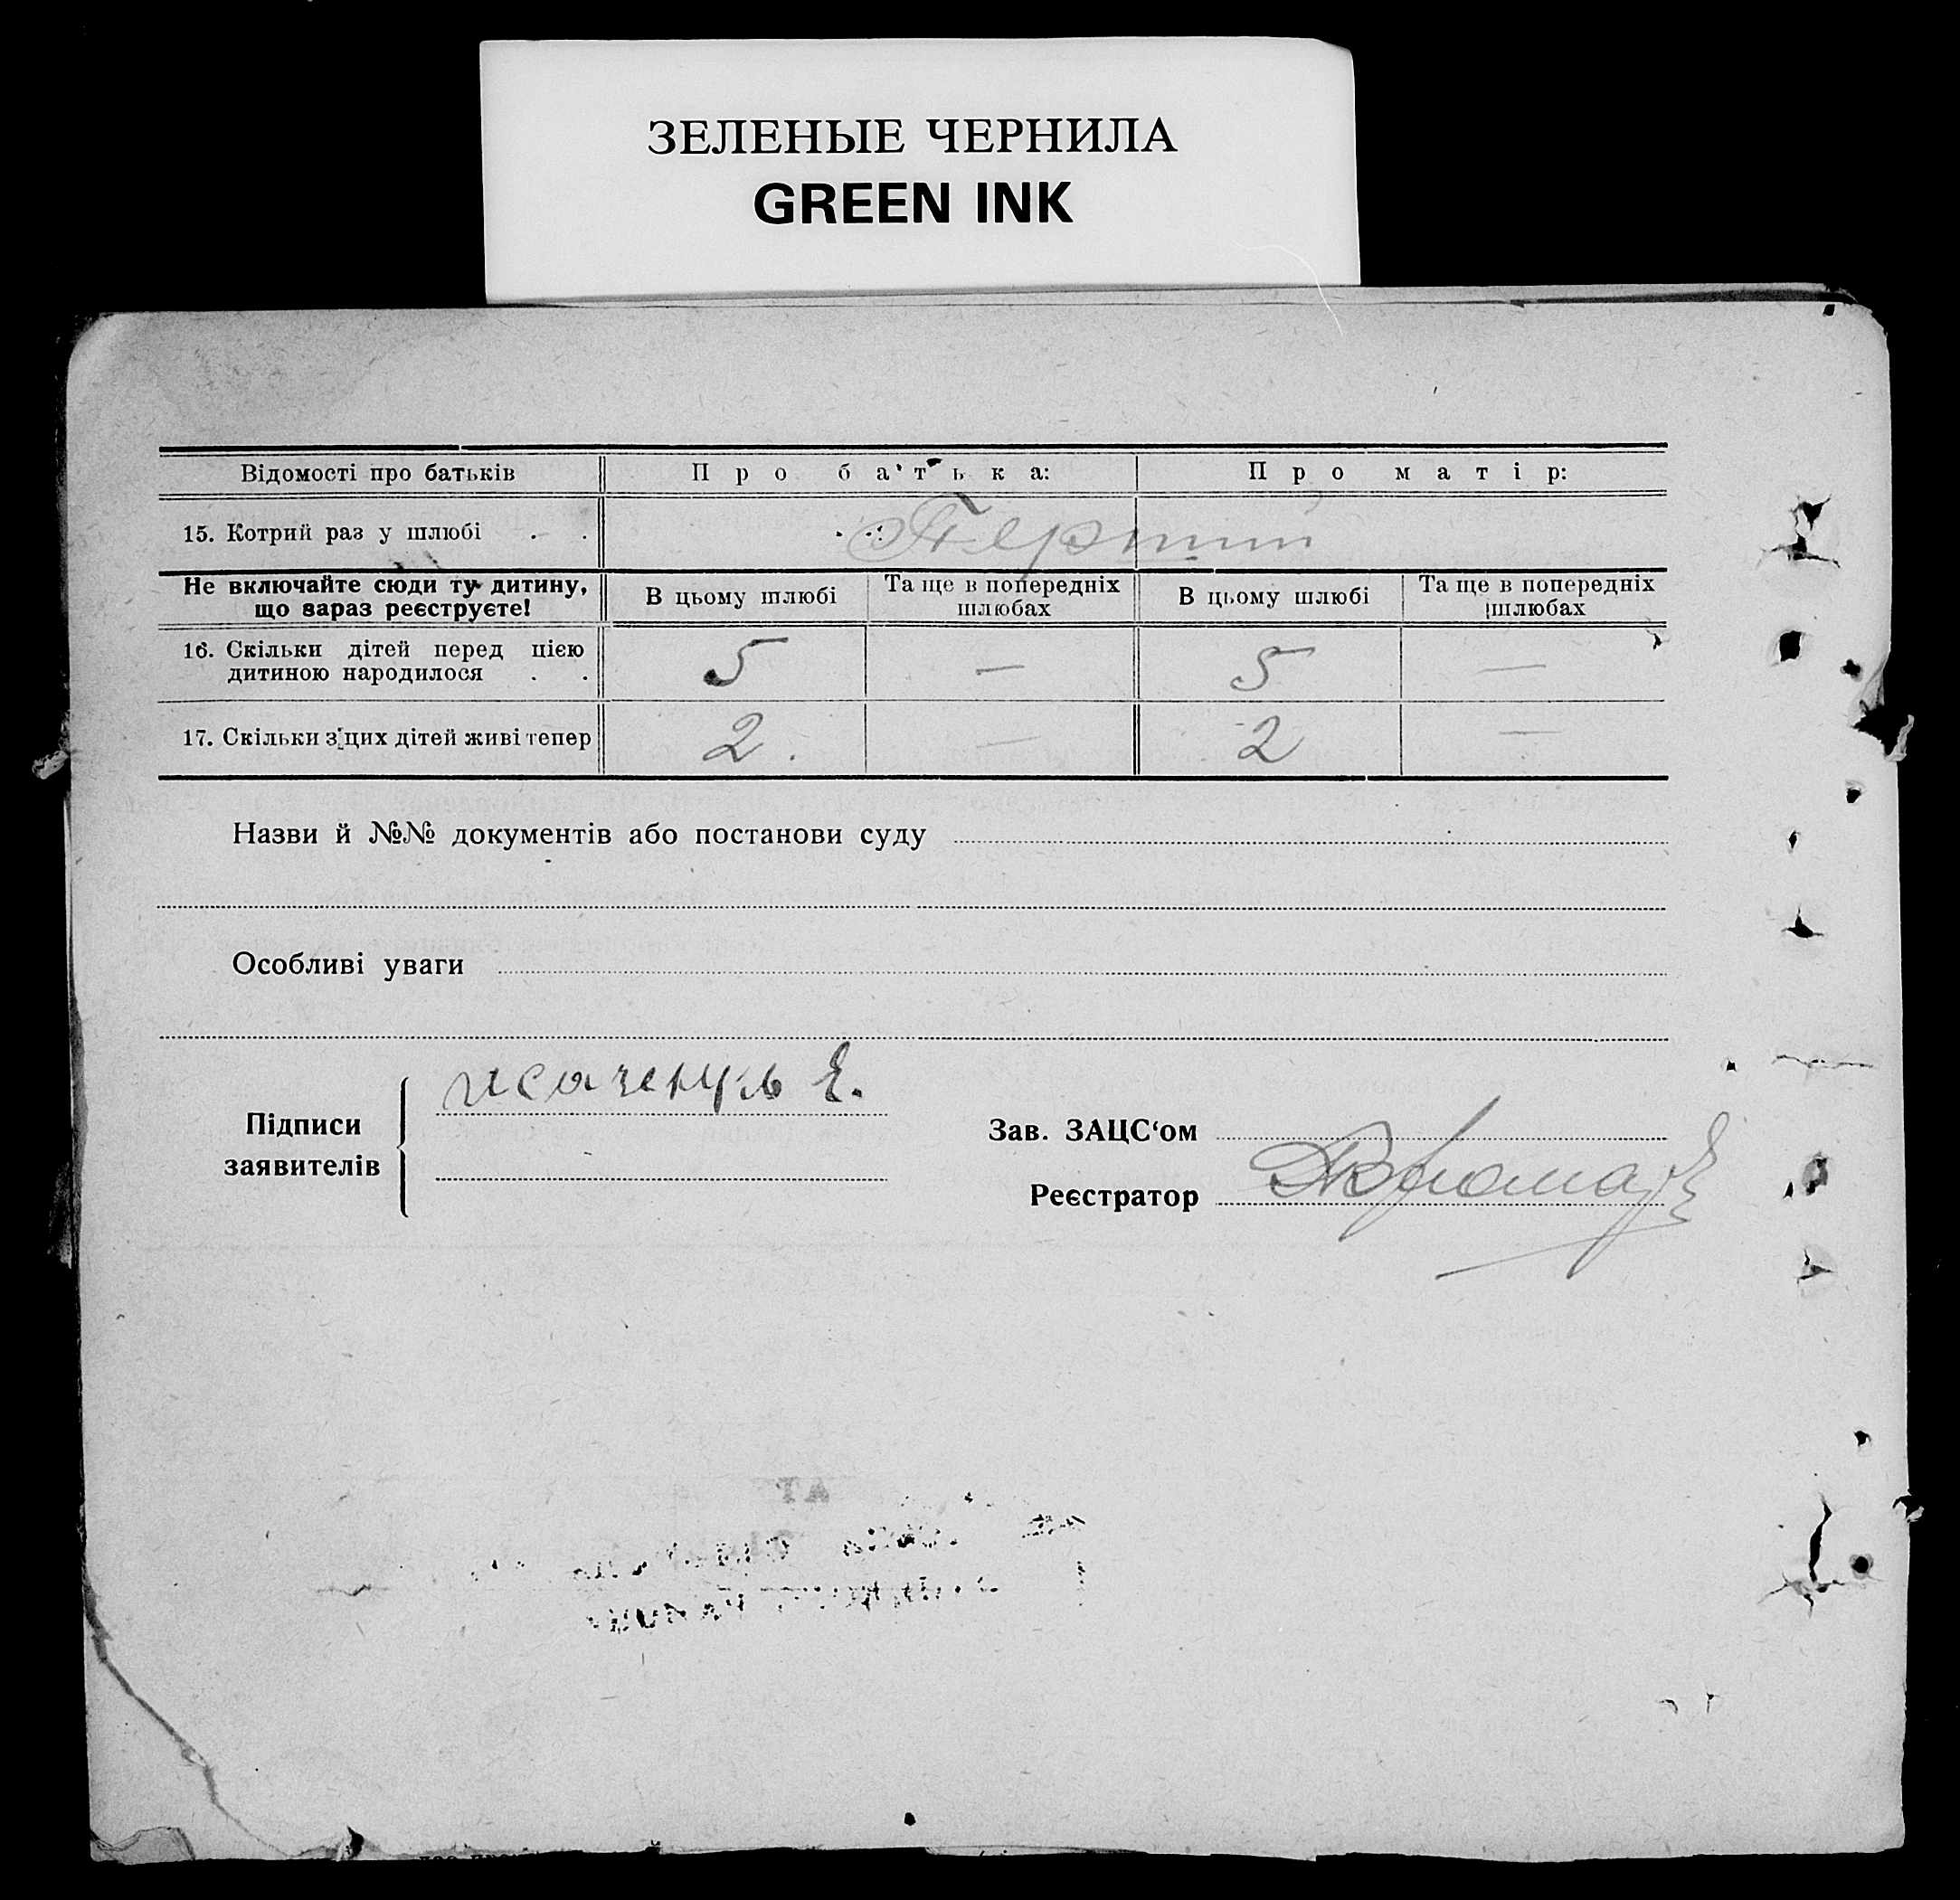 ЗЕЛЕНЫЕ ЧЕРНИЛА
GREEN INK
Відомості про батьків Про батька: Про матір:
15. Котрий раз у шлюбі . . Перший
Не включайте сюди ту дитину, що зараз реєструєте! В цьому шлюбі Та ще в попередніх шлюбах В цьому шлюбі Та ще в попередніх шлюбах
16. Скільки дітей перед цією
дитиною народилося . . 5 — 5 —
17. Скільки з цих дітей живі тепер 2. — 2 —
Назви й №№ документів або постанови суду
Особливі уваги
Підписи заявителів Е.
Зав. ЗАЦС‘ом
Реєстратор